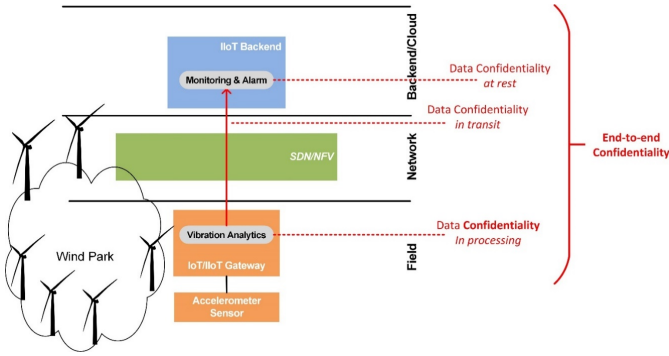 IIoT Backend
Monitoring & Alarm
Backend/Cloud
Data Confidentiality
at rest
Data Confidentiality
in transit
SDN/NFV
Network
End-to-end
Confidentiality
Wind Park
Vibration Analytics
IoT/IIoT Gateway
Accelerometer
Sensor
Field
Data Confidentiality
In processing